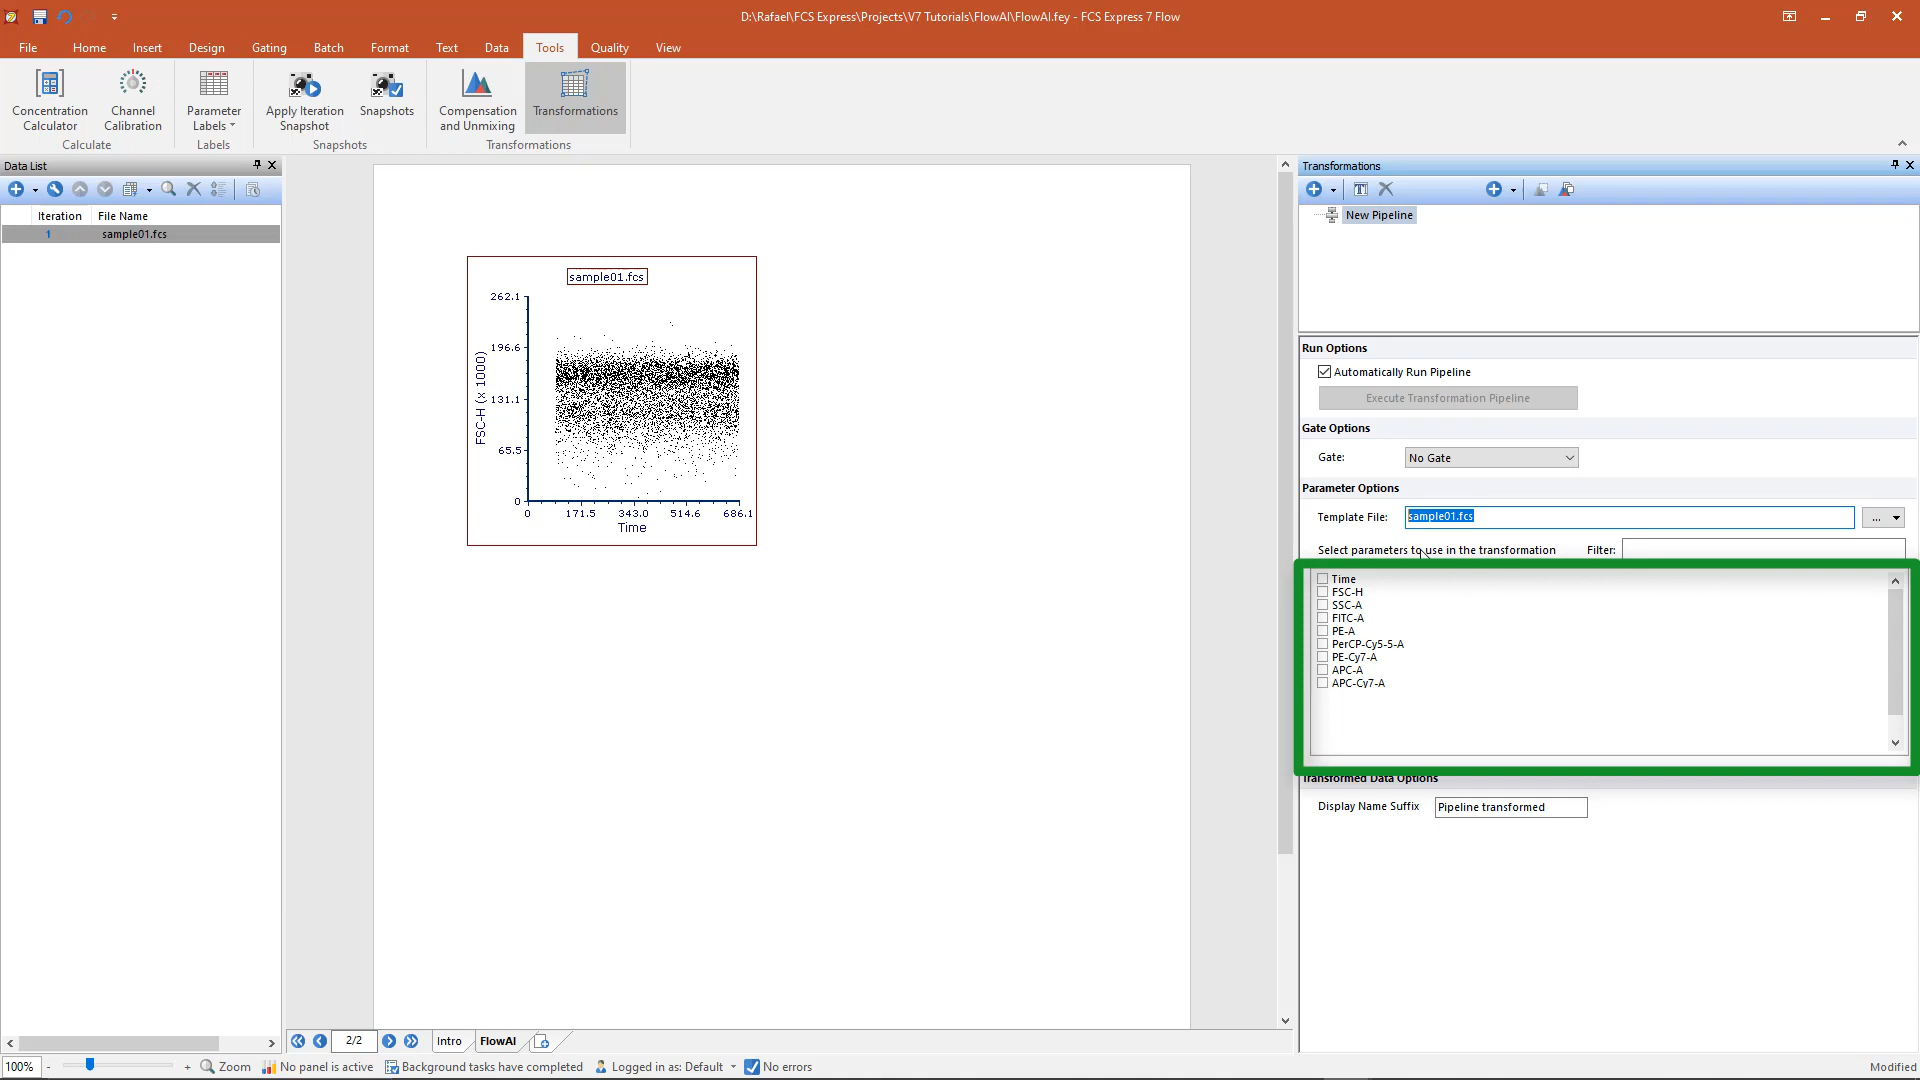 D:\Rafael\FCS Express\Projects\V7 Tutorials\FlowAI\FlowAI.fey - FCS Express 7 Flow
File Home Insert Design Gating Batch Format Text Data Tools Quality View
Concentration Calculator
Channel Calibration
Parameter Labels
Apply Iteration Snapshot
Snapshots
Compensation and Unmixing
Transformations
Calculate Labels Snapshots Transformations
Data List
Iteration File Name
1 sample01.fcs
sample01.fcs
262.1
196.6
131.1
65.5
0
FSC-H (x 1000)
0 171.5 343.0 514.6 686.1
Time
Transformations
New Pipeline
Run Options
Automatically Run Pipeline
Execute Transformation Pipeline
Gate Options
Gate: No Gate
Parameter Options
Template File: sample01.fcs ...
Select parameters to use in the transformation Filter:
Time
FSC-H
SSC-A
FITC-A
PE-A
PerCP-Cy5-5-A
PE-Cy7-A
APC-A
APC-Cy7-A
Transformed Data Options
Display Name Suffix Pipeline transformed
2/2 Intro FlowAI
100% - + Zoom No panel is active Background tasks have completed Logged in as: Default No errors Modified